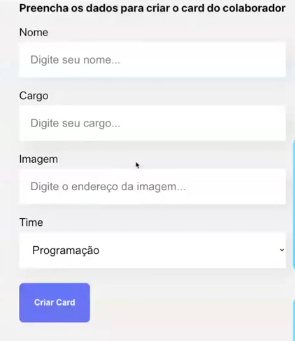 Preencha os dados para criar o card do colaborador
Nome
Digite seu nome...
Cargo
Digite seu cargo...
Imagem
Digite o endereço da imagem...
Time
Programação
Criar Card